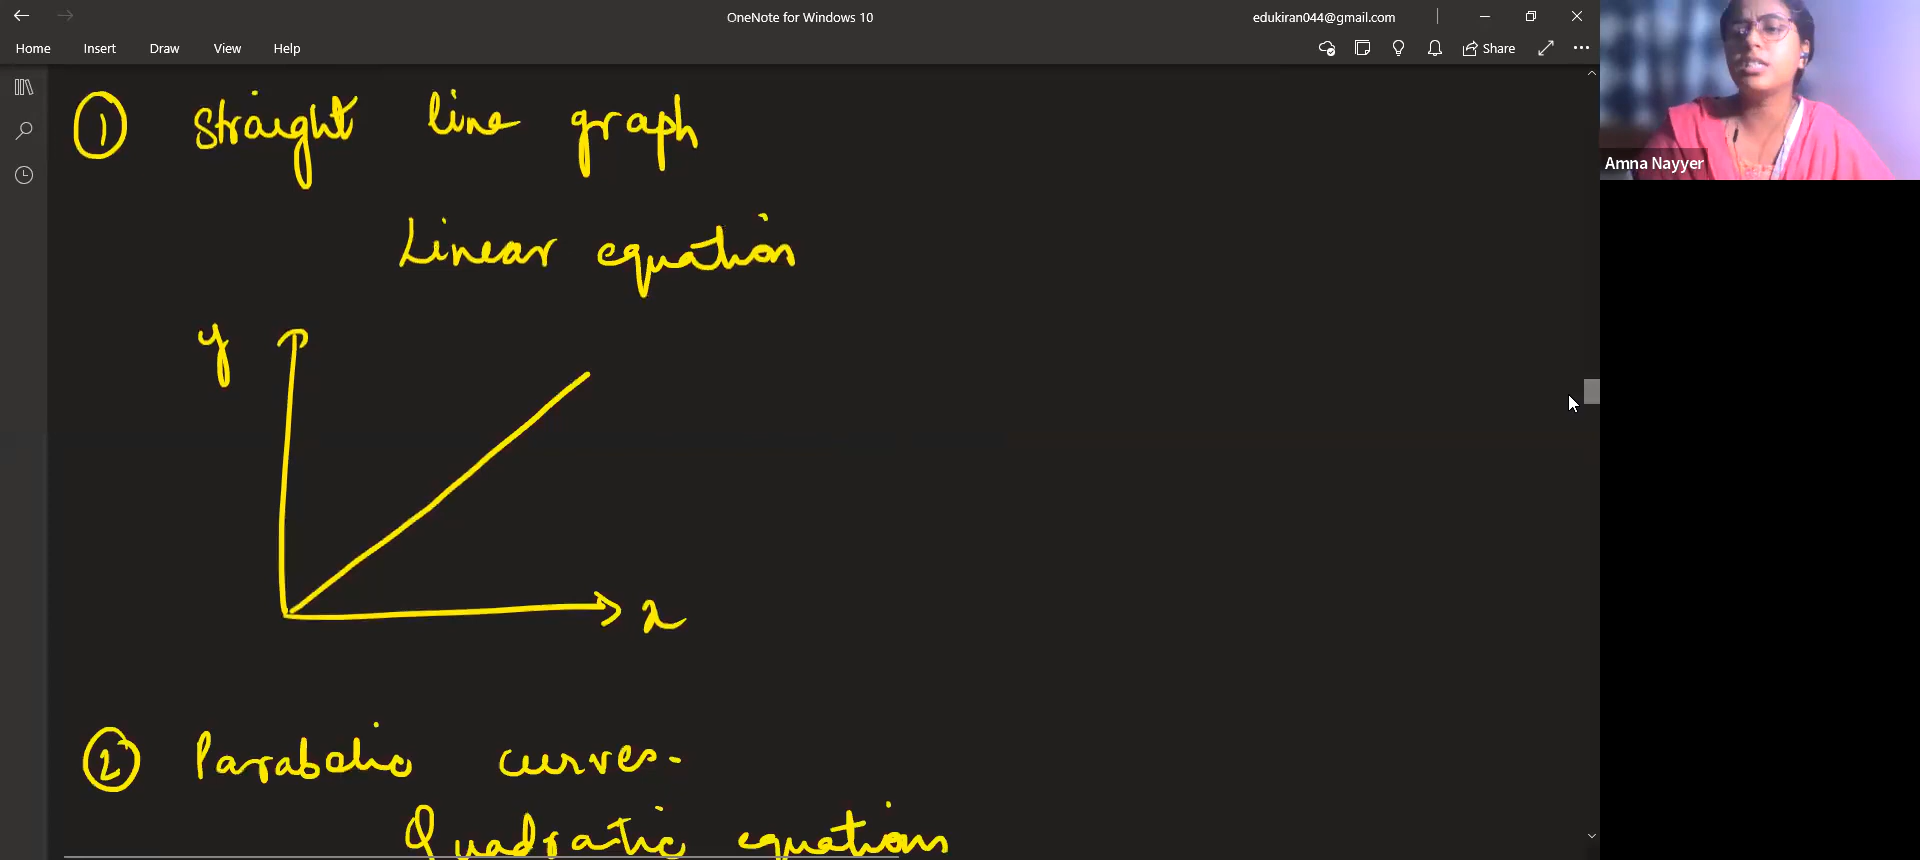 OneNote for Windows 10
edukiran044@gmail.com
Home Insert Draw View Help
Share
Amna Nayyer
1 Straight line graph
Linear equation
y
x
2 Parabolic curves.
Quadratic equations